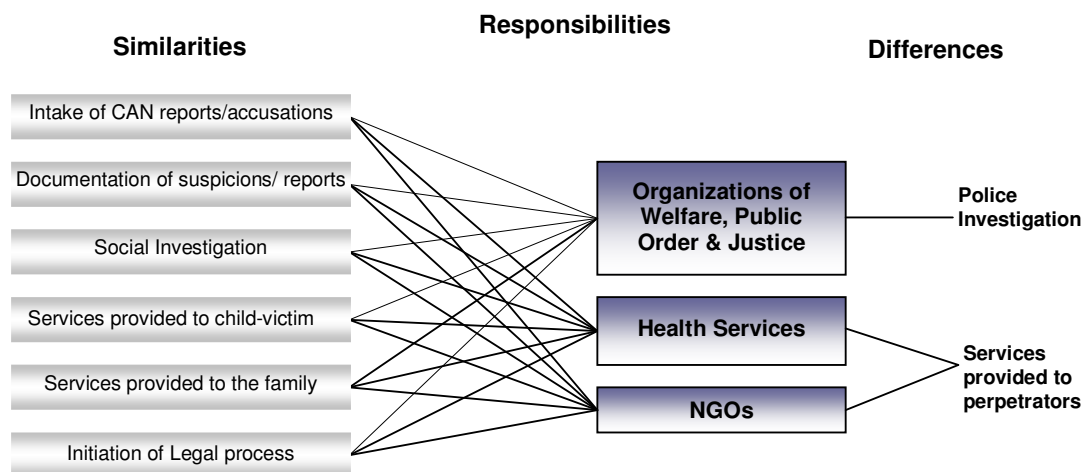 Responsibilities
Similarities
Differences
Intake of CAN reports/accusations
Documentation of suspicions/ reports
Social Investigation
Services provided to child-victim
Services provided to the family
Initiation of Legal process
Organizations of
Welfare, Public
Order & Justice
Health Services
NGOs
Police
Investigation
Services
provided to
perpetrators